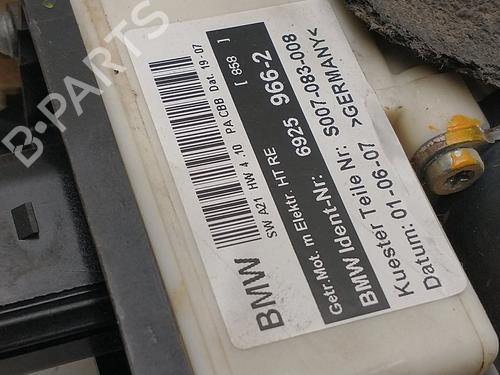 B-PARTS
BMW
SW A21 HW 4.10 PA CBB Dat. 19-07
Getr.Mot. m Elektr. HT RE [ 858 ]
BMW Ident-Nr: 6925 966-2
Kuester Teile Nr: S007-083-008
Datum: 01-06-07 >GERMANY<